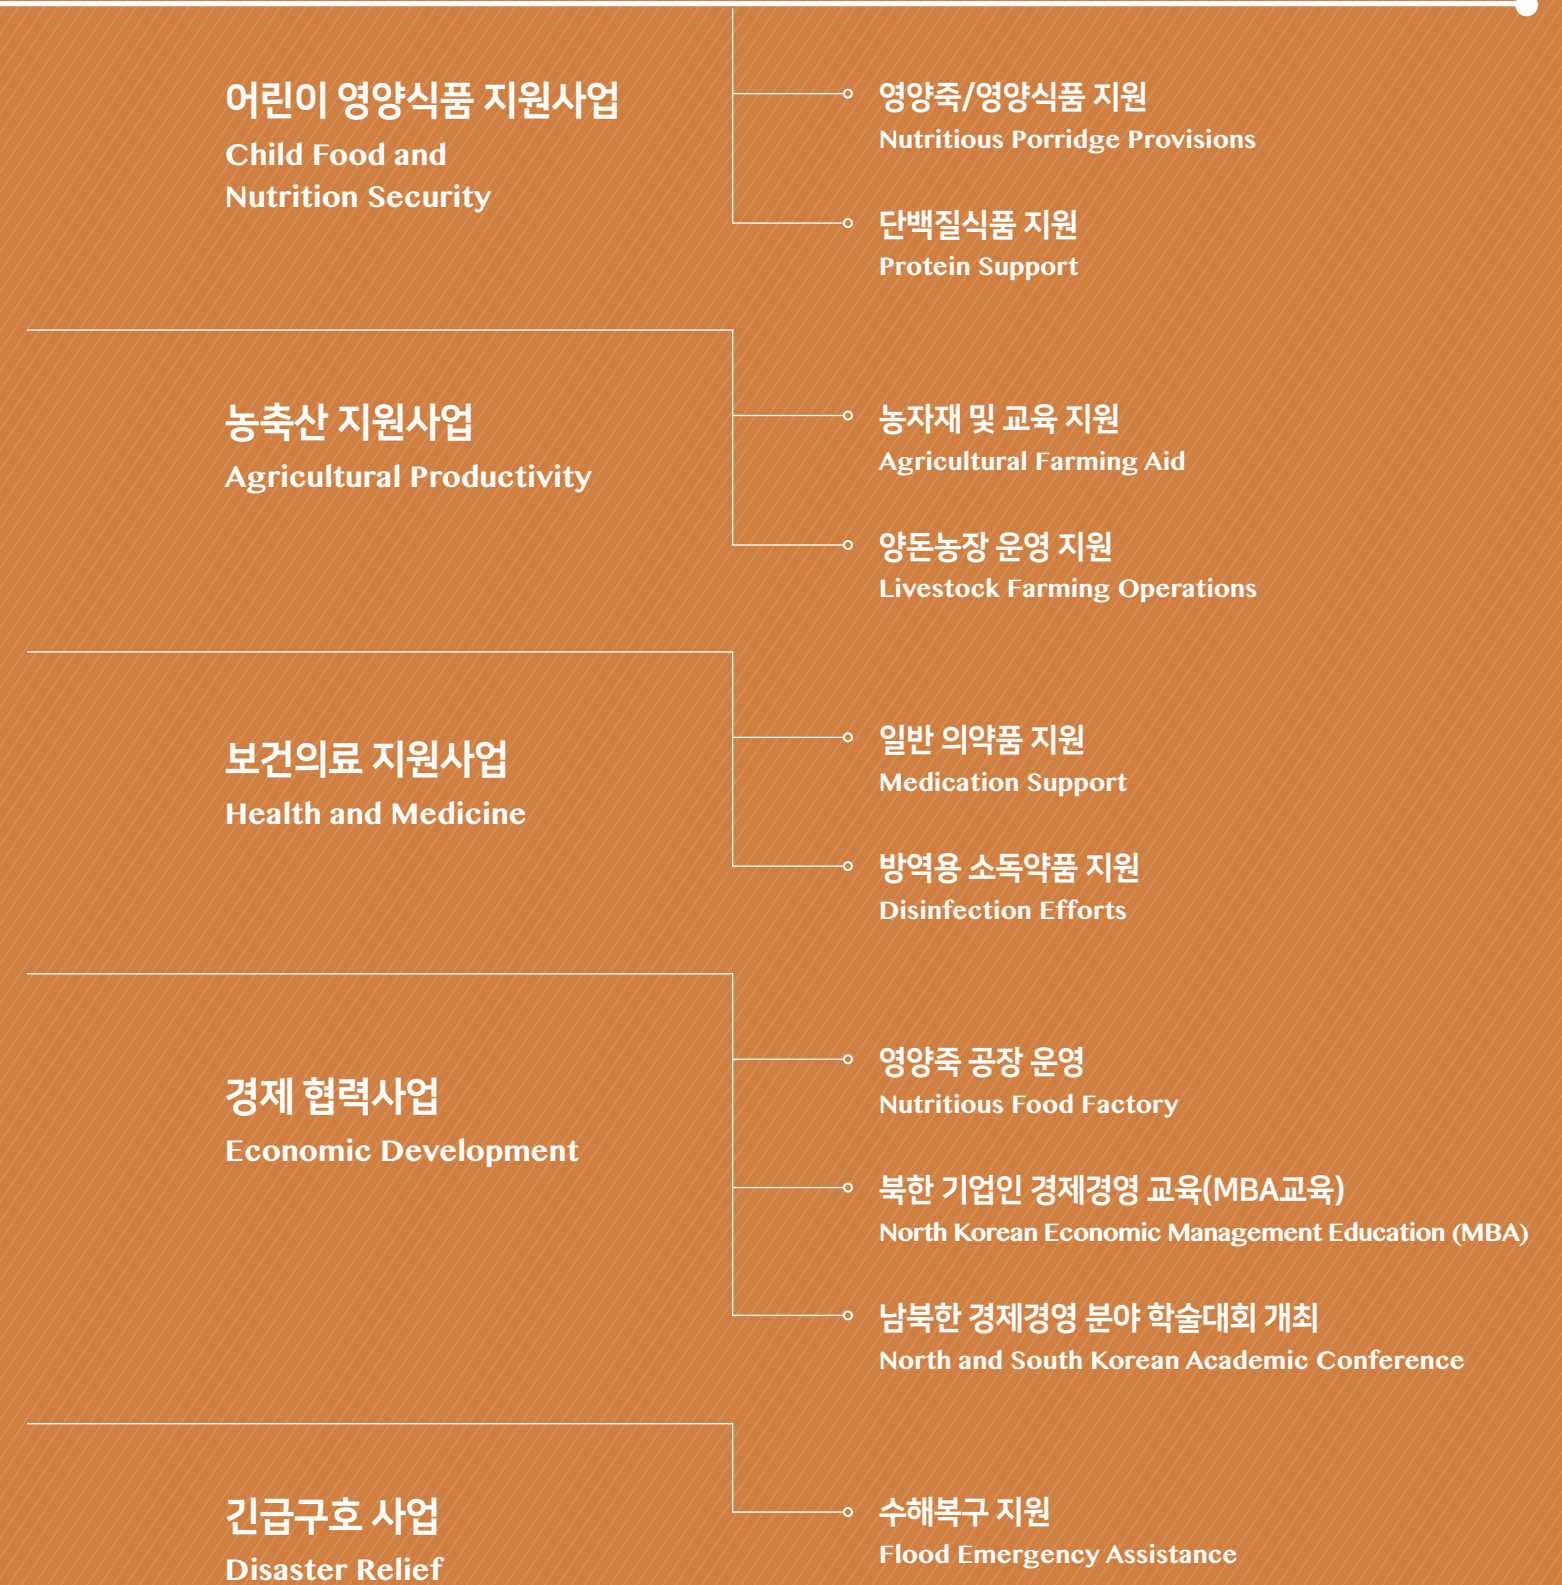 어린이 영양식품 지원사업
Child Food and
Nutrition Security
영양죽/영양식품 지원
Nutritious Porridge Provisions
단백질식품 지원
Protein Support
농축산 지원사업
Agricultural Productivity
농자재 및 교육 지원
Agricultural Farming Aid
양돈농장 운영 지원
Livestock Farming Operations
보건의료 지원사업
Health and Medicine
일반 의약품 지원
Medication Support
방역용 소독약품 지원
Disinfection Efforts
경제 협력사업
Economic Development
영양죽 공장 운영
Nutritious Food Factory
북한 기업인 경제경영 교육(MBA교육)
North Korean Economic Management Education (MBA)
남북한 경제경영 분야 학술대회 개최
North and South Korean Academic Conference
긴급구호 사업
Disaster Relief
수해복구 지원
Flood Emergency Assistance